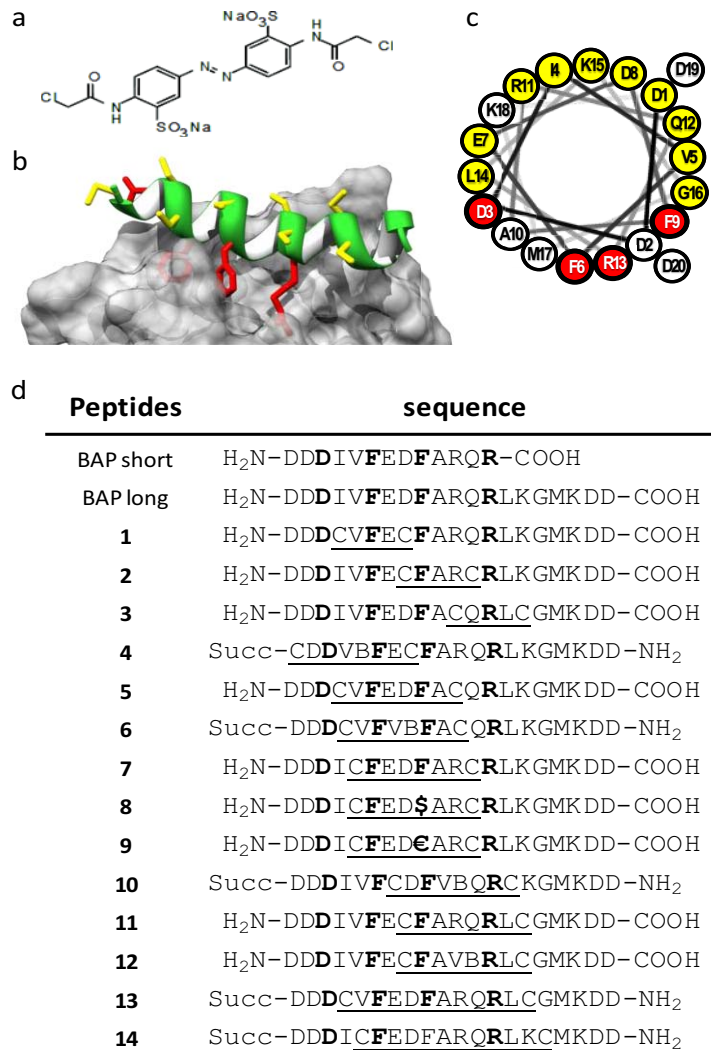 a
NaO₃S
H
N
Cl
O
N
N
O
Cl
N
H
SO₃Na
b
c
I4
K15
D8
D19
R11
D1
K18
Q12
E7
V5
L14
G16
D3
F9
A10
D2
M17
F6
R13
D20
d
Peptides sequence
BAP short H₂N-DDDIVFEDFARQR-COOH
BAP long H₂N-DDDIVFEDFARQRLKGMKDD-COOH
1 H₂N-DDDCVFECFARQRLKGMKDD-COOH
2 H₂N-DDDIVFECFARCRLKGMKDD-COOH
3 H₂N-DDDIVFEDFACQRLCGMKDD-COOH
4 Succ-CDDVBFECFARQRLKGMKDD-NH₂
5 H₂N-DDDCVFEDFACQRLKGMKDD-COOH
6 Succ-DDDCVFVBFACQRLKGMKDD-NH₂
7 H₂N-DDDICFEDFARCRLKGMKDD-COOH
8 H₂N-DDDICFED$ARCRLKGMKDD-COOH
9 H₂N-DDDICFED€ARCRLKGMKDD-COOH
10 Succ-DDDIVFCDFVBQRCKGMKDD-NH₂
11 H₂N-DDDIVFECFARQRLCGMKDD-COOH
12 H₂N-DDDIVFECFAVBRLCGMKDD-COOH
13 Succ-DDDCVFEDFARQRLCGMKDD-NH₂
14 Succ-DDDICFEDFARQRLKCMKDD-NH₂